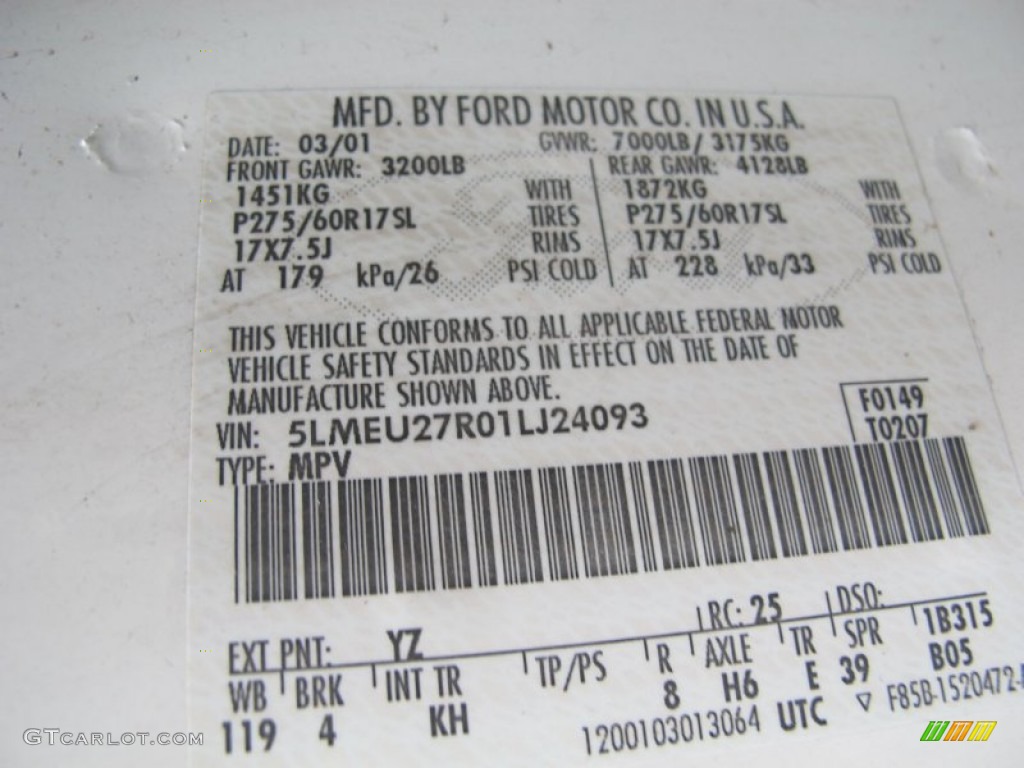 MFD. BY FORD MOTOR CO. IN U.S.A.
DATE: 03/01 GVWR: 7000LB / 3175KG
FRONT GAWR: 3200LB REAR GAWR: 4128LB
1451KG WITH 1872KG WITH
P275/60R17SL TIRES P275/60R17SL TIRES
17X7.5J RIMS 17X7.5J RIMS
AT 179 kPa/26 PSI COLD AT 228 kPa/33 PSI COLD
THIS VEHICLE CONFORMS TO ALL APPLICABLE FEDERAL MOTOR
VEHICLE SAFETY STANDARDS IN EFFECT ON THE DATE OF
MANUFACTURE SHOWN ABOVE.
F0149
VIN: 5LMEU27R01LJ24093 T0207
TYPE: MPV
EXT PNT: YZ RC: 25 DSO:
WB BRK INT TR TP/PS R AXLE TR SPR 1B315
119 4 KH 8 H6 E 39 B05
1200103013064 UTC ▽ F85B-1520472-
GTCARLOT.COM